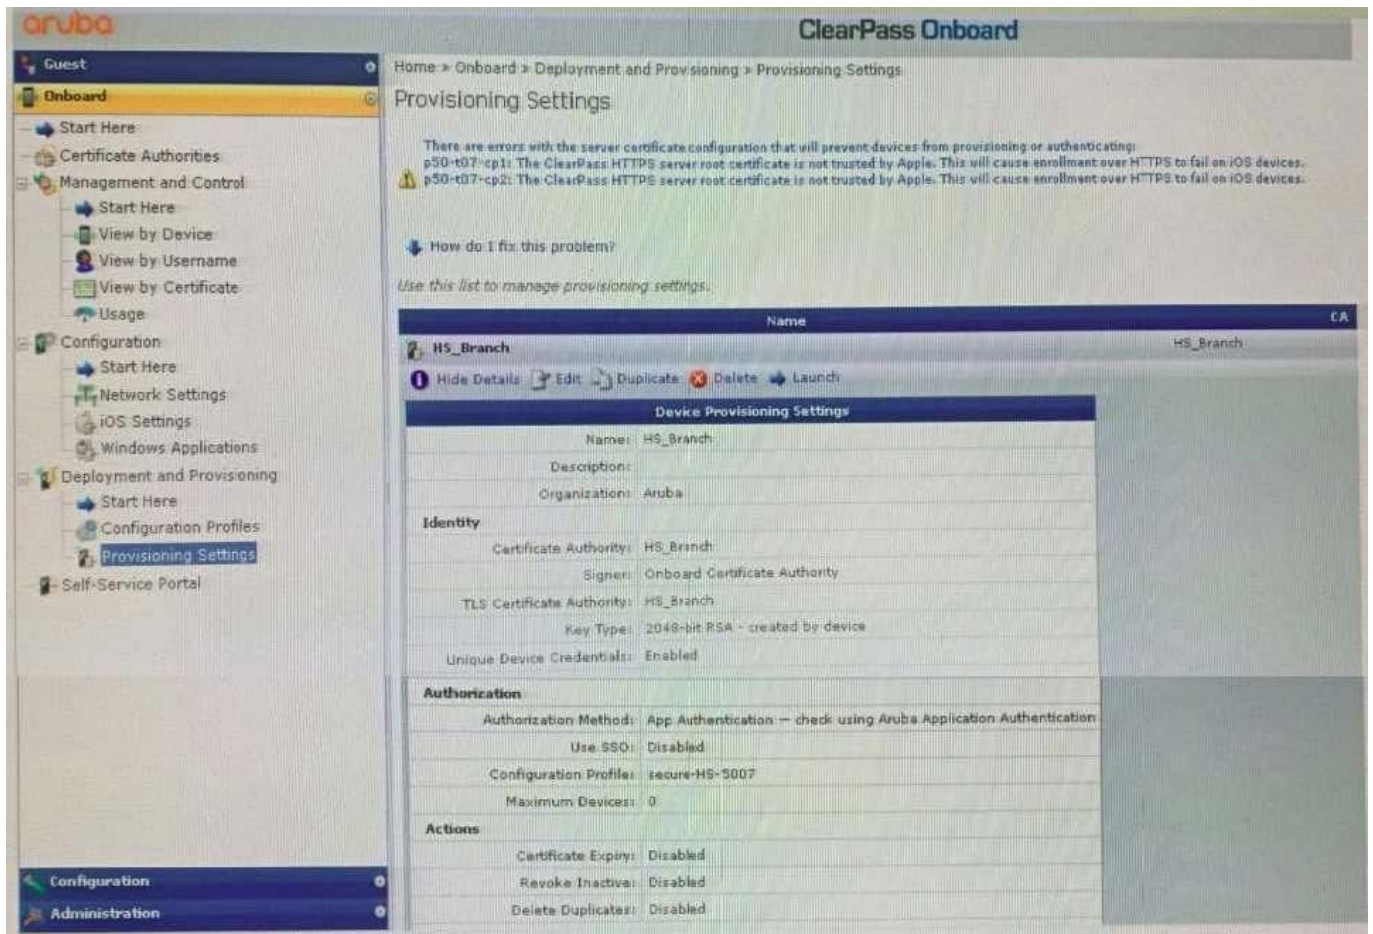 aruba
ClearPass Onboard
Guest
Onboard
Start Here
Certificate Authorities
Management and Control
Start Here
View by Device
View by Username
View by Certificate
Usage
Configuration
Start Here
Network Settings
iOS Settings
Windows Applications
Deployment and Provisioning
Start Here
Configuration Profiles
Provisioning Settings
Self-Service Portal
Configuration
Administration
Home » Onboard » Deployment and Provisioning » Provisioning Settings
Provisioning Settings
There are errors with the server certificate configuration that will prevent devices from provisioning or authenticating:
p50-t07-cp1: The ClearPass HTTPS server root certificate is not trusted by Apple. This will cause enrollment over HTTPS to fail on iOS devices.
p50-t07-cp2: The ClearPass HTTPS server root certificate is not trusted by Apple. This will cause enrollment over HTTPS to fail on iOS devices.
How do I fix this problem?
Use this list to manage provisioning settings.
Name CA
HS_Branch HS_Branch
Hide Details Edit Duplicate Delete Launch
Device Provisioning Settings
Name: HS_Branch
Description:
Organization: Aruba
Identity
Certificate Authority: HS_Branch
Signer: Onboard Certificate Authority
TLS Certificate Authority: HS_Branch
Key Type: 2048-bit RSA - created by device
Unique Device Credentials: Enabled
Authorization
Authorization Method: App Authentication — check using Aruba Application Authentication
Use SSO: Disabled
Configuration Profile: secure-HS-5007
Maximum Devices: 0
Actions
Certificate Expiry: Disabled
Revoke Inactive: Disabled
Delete Duplicates: Disabled